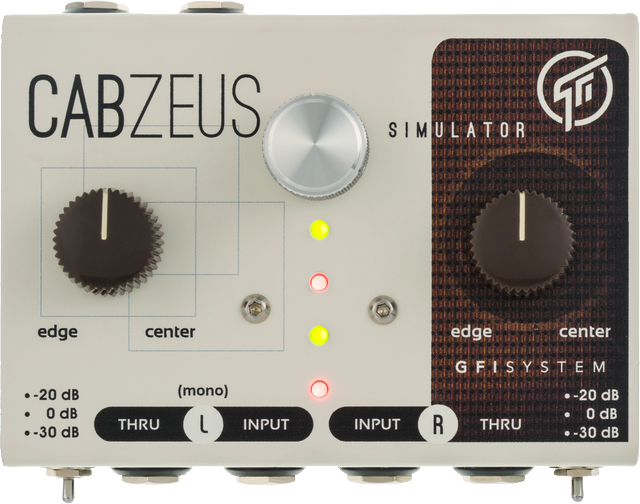 CABZEUS
SIMULATOR
edge center
edge center
GFISYSTEM
-20 dB
0 dB
-30 dB
(mono)
THRU L INPUT
INPUT R THRU
-20 dB
0 dB
-30 dB